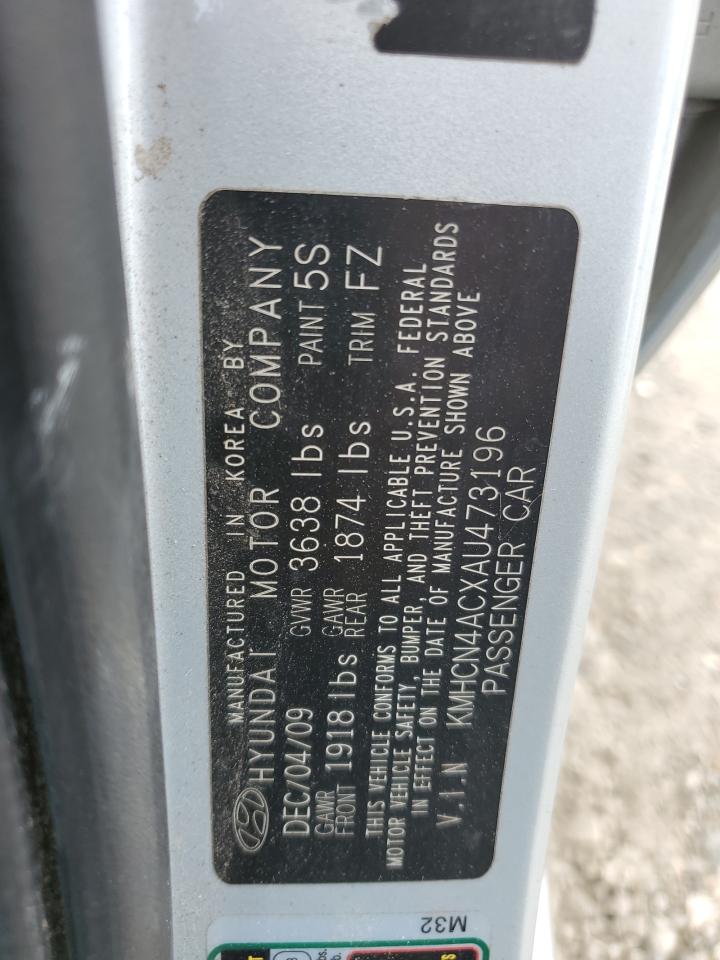 MANUFACTURED IN KOREA BY
HYUNDAI MOTOR COMPANY
DEC/04/09 GVWR 3638 lbs PAINT 5S
GAWR FRONT 1918 lbs GAWR REAR 1874 lbs TRIM FZ
THIS VEHICLE CONFORMS TO ALL APPLICABLE U.S.A. FEDERAL
MOTOR VEHICLE SAFETY, BUMPER, AND THEFT PREVENTION STANDARDS
IN EFFECT ON THE DATE OF MANUFACTURE SHOWN ABOVE
V.I.N KMHCN4ACXAU473196
PASSENGER CAR
M32